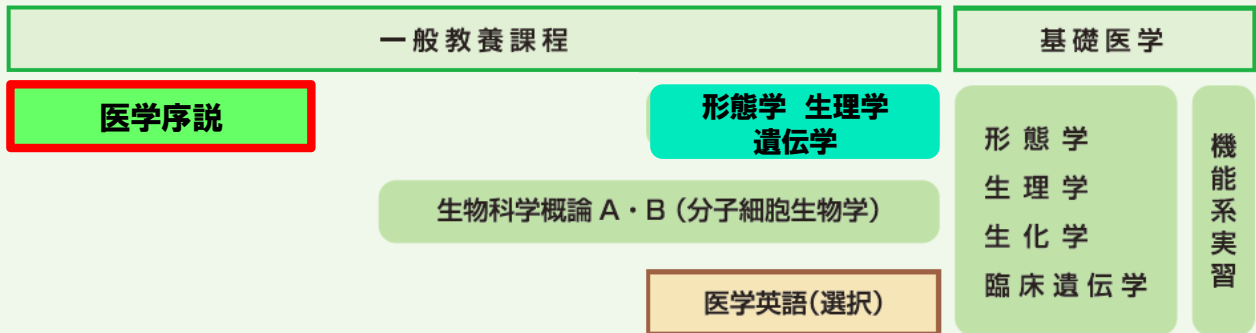 一般教養課程
基礎医学
医学序説
形態学 生理学
遺伝学
生物科学概論 A・B（分子細胞生物学）
医学英語（選択）
形態学
生理学
生化学
臨床遺伝学
機能系実習